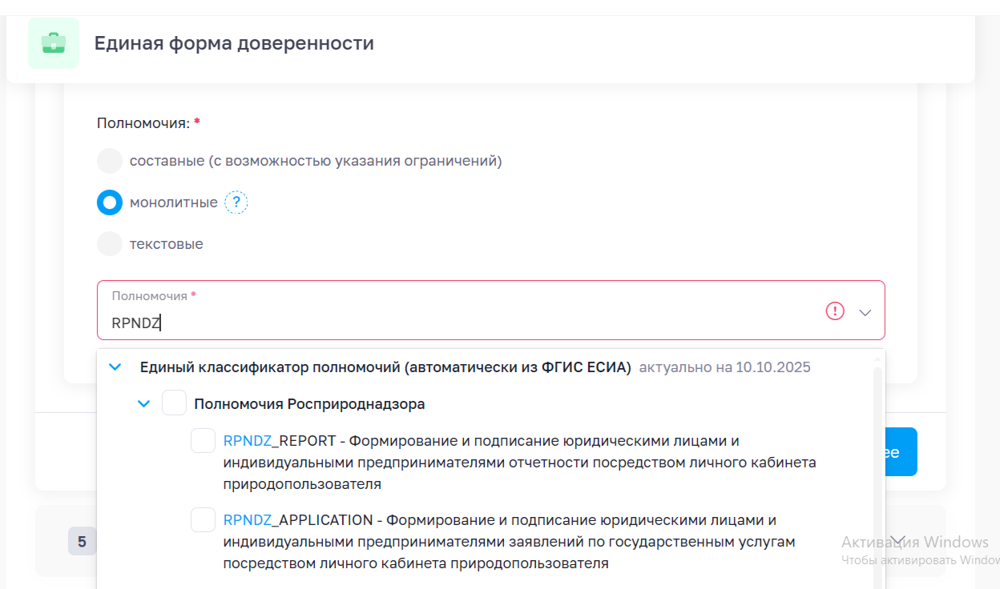 Единая форма доверенности
Полномочия: *
составные (с возможностью указания ограничений)
монолитные ?
текстовые
Полномочия *
RPNDZ
Единый классификатор полномочий (автоматически из ФГИС ЕСИА) актуально на 10.10.2025
Полномочия Росприроднадзора
RPNDZ_REPORT - Формирование и подписание юридическими лицами и
индивидуальными предпринимателями отчетности посредством личного кабинета
природопользователя
ее
RPNDZ_APPLICATION - Формирование и подписание юридическими лицами и
индивидуальными предпринимателями заявлений по государственным услугам
посредством личного кабинета природопользователя
5
Активация Windows
Чтобы активировать Window